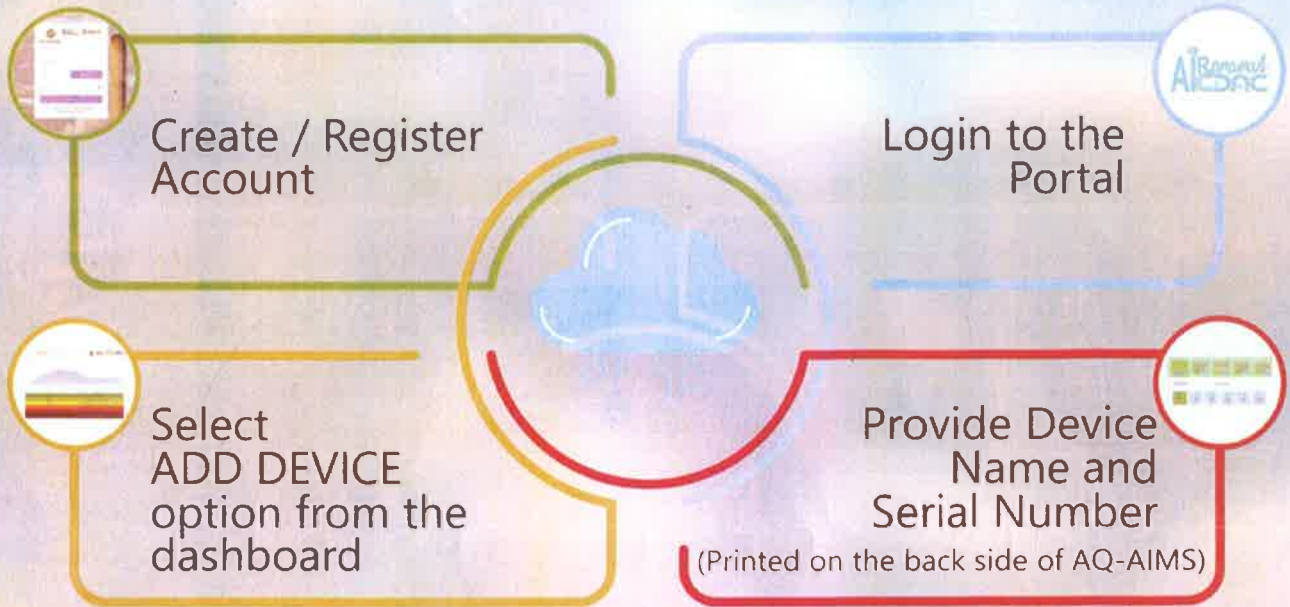 Create / Register
Account
Login to the
Portal
Select
ADD DEVICE
option from the
dashboard
Provide Device
Name and
Serial Number
(Printed on the back side of AQ-AIMS)